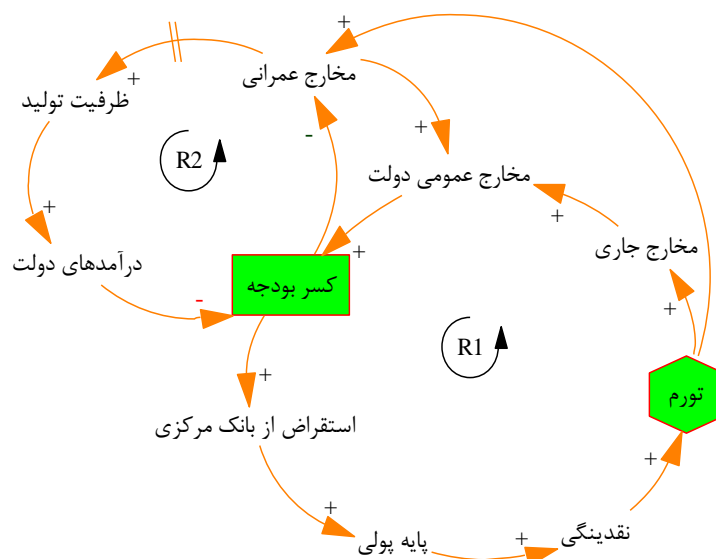 +
مخارج عمرانی
+
ظرفیت تولید
+
-
R2
مخارج عمومی دولت
+
+
مخارج جاری
درآمدهای دولت
+
کسر بودجه
-
+
R1
+
تورم
استقراض از بانک مرکزی
+
نقدینگی
+
پایه پولی
+